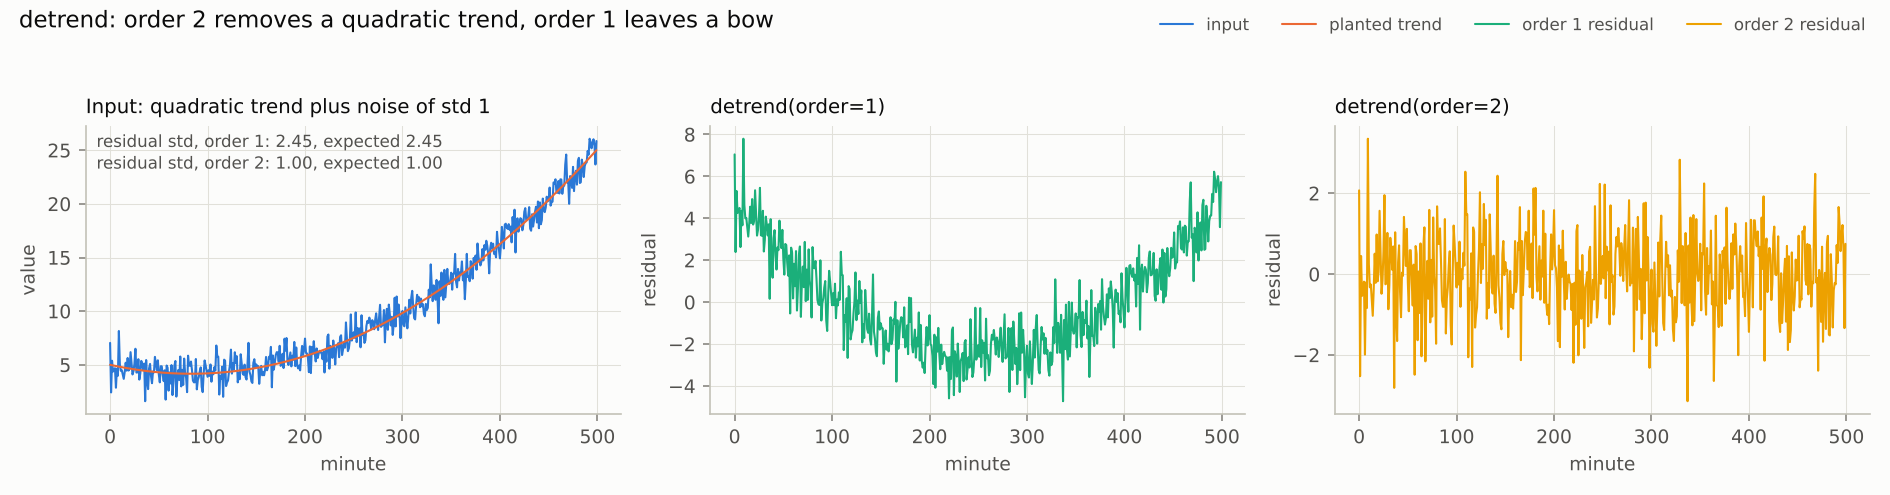 detrend: order 2 removes a quadratic trend, order 1 leaves a bow
input
planted trend
order 1 residual
order 2 residual
Input: quadratic trend plus noise of std 1
residual std, order 1: 2.45, expected 2.45
residual std, order 2: 1.00, expected 1.00
value
25
20
15
10
5
0
100
200
300
400
500
minute
detrend(order=1)
residual
8
6
4
2
0
−2
−4
0
100
200
300
400
500
minute
detrend(order=2)
residual
2
0
−2
0
100
200
300
400
500
minute